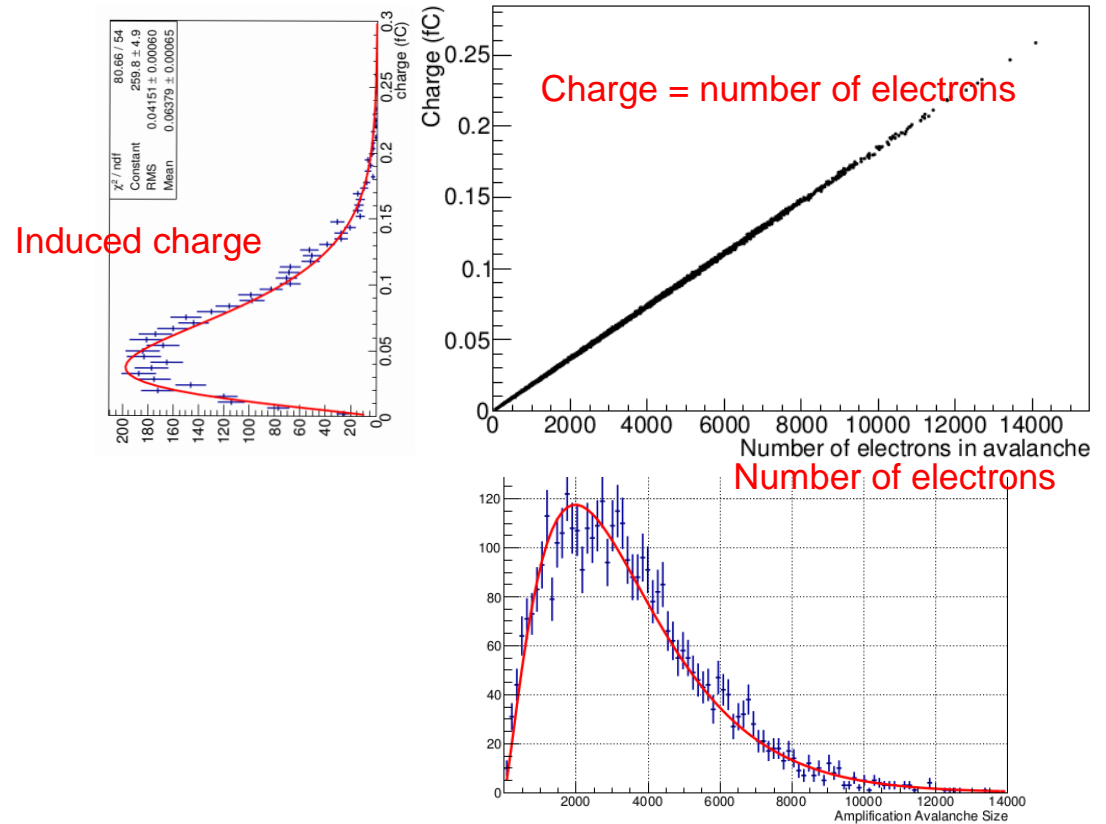 χ² / ndf 80.66 / 54
Constant 259.8 ± 4.9
RMS 0.04151 ± 0.00060
Mean 0.06379 ± 0.00065
0.3
0.25
0.2
0.15
0.1
0.05
0
charge (fC)
200 180 160 140 120 100 80 60 40 20 0
Induced charge
Charge (fC)
0.25
0.2
0.15
0.1
0.05
0
Charge = number of electrons
0 2000 4000 6000 8000 10000 12000 14000
Number of electrons in avalanche
Number of electrons
120
100
80
60
40
20
0
2000 4000 6000 8000 10000 12000 14000
Amplification Avalanche Size